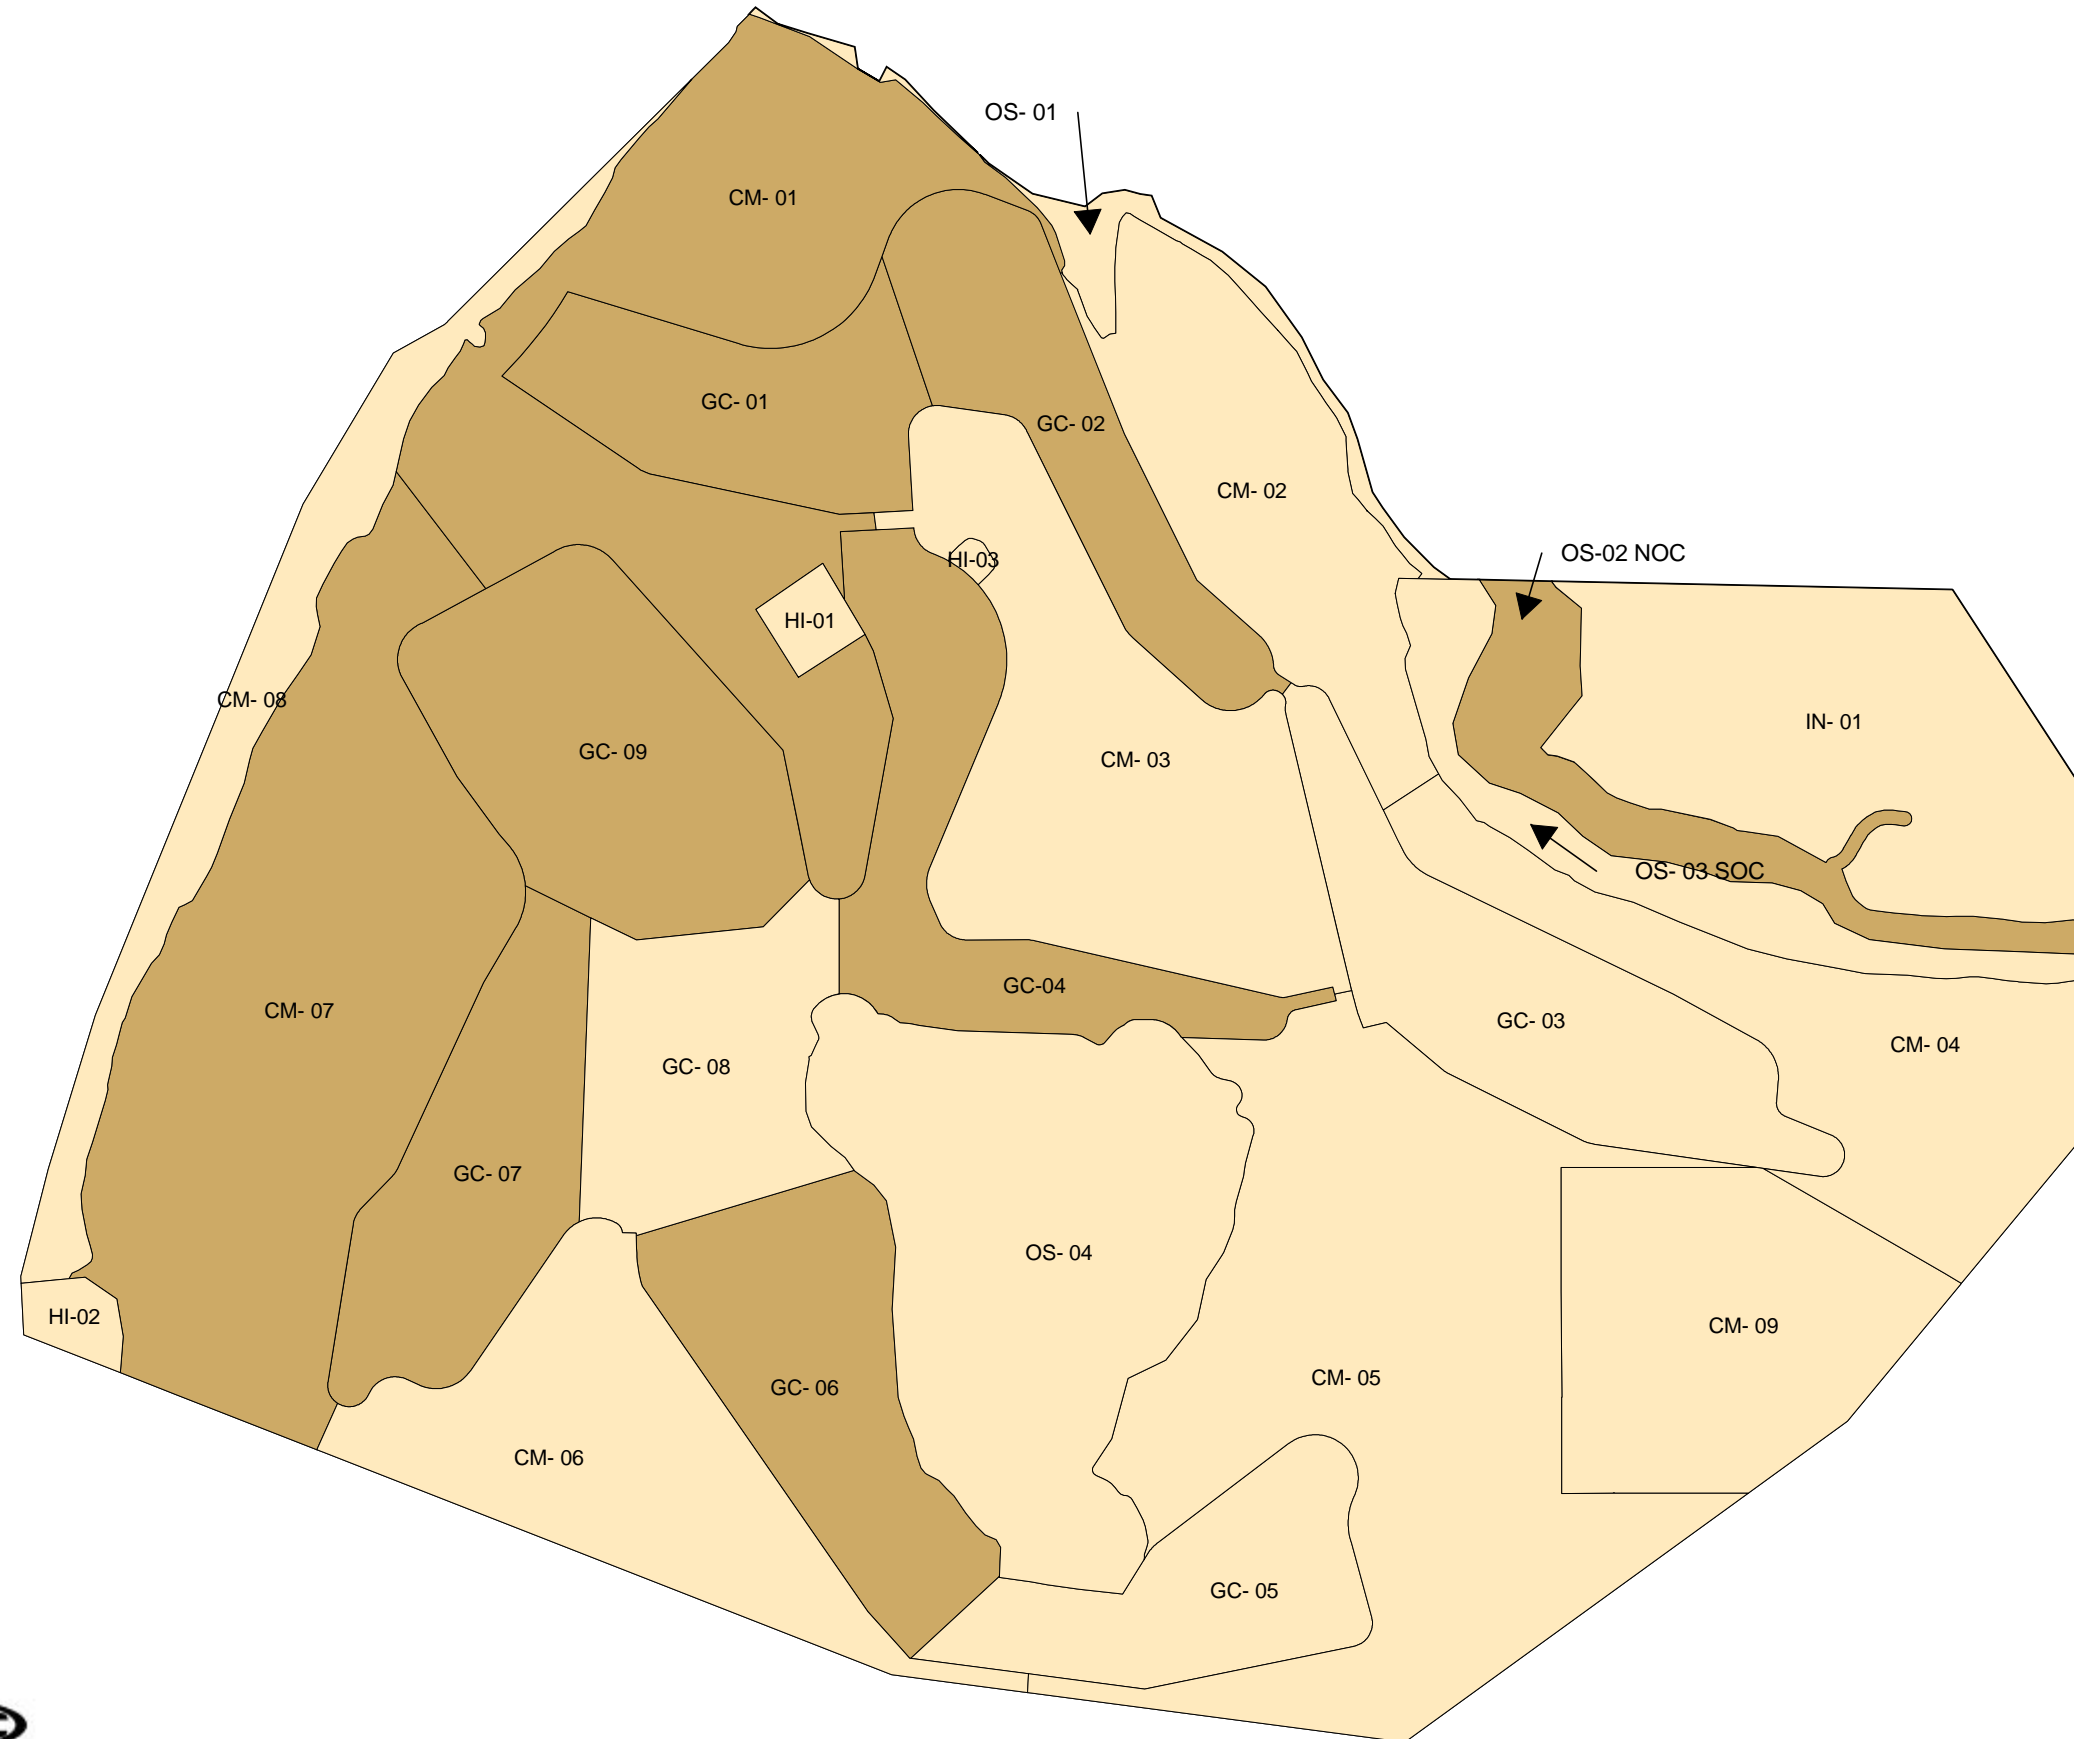 OS- 01
CM- 01
GC- 01
GC- 02
CM- 02
OS-02 NOC
HI-03
HI-01
CM- 08
IN- 01
GC- 09
CM- 03
OS- 03 SOC
GC-04
CM- 07
GC- 03
CM- 04
GC- 08
GC- 07
OS- 04
HI-02
CM- 09
CM- 05
GC- 06
CM- 06
GC- 05